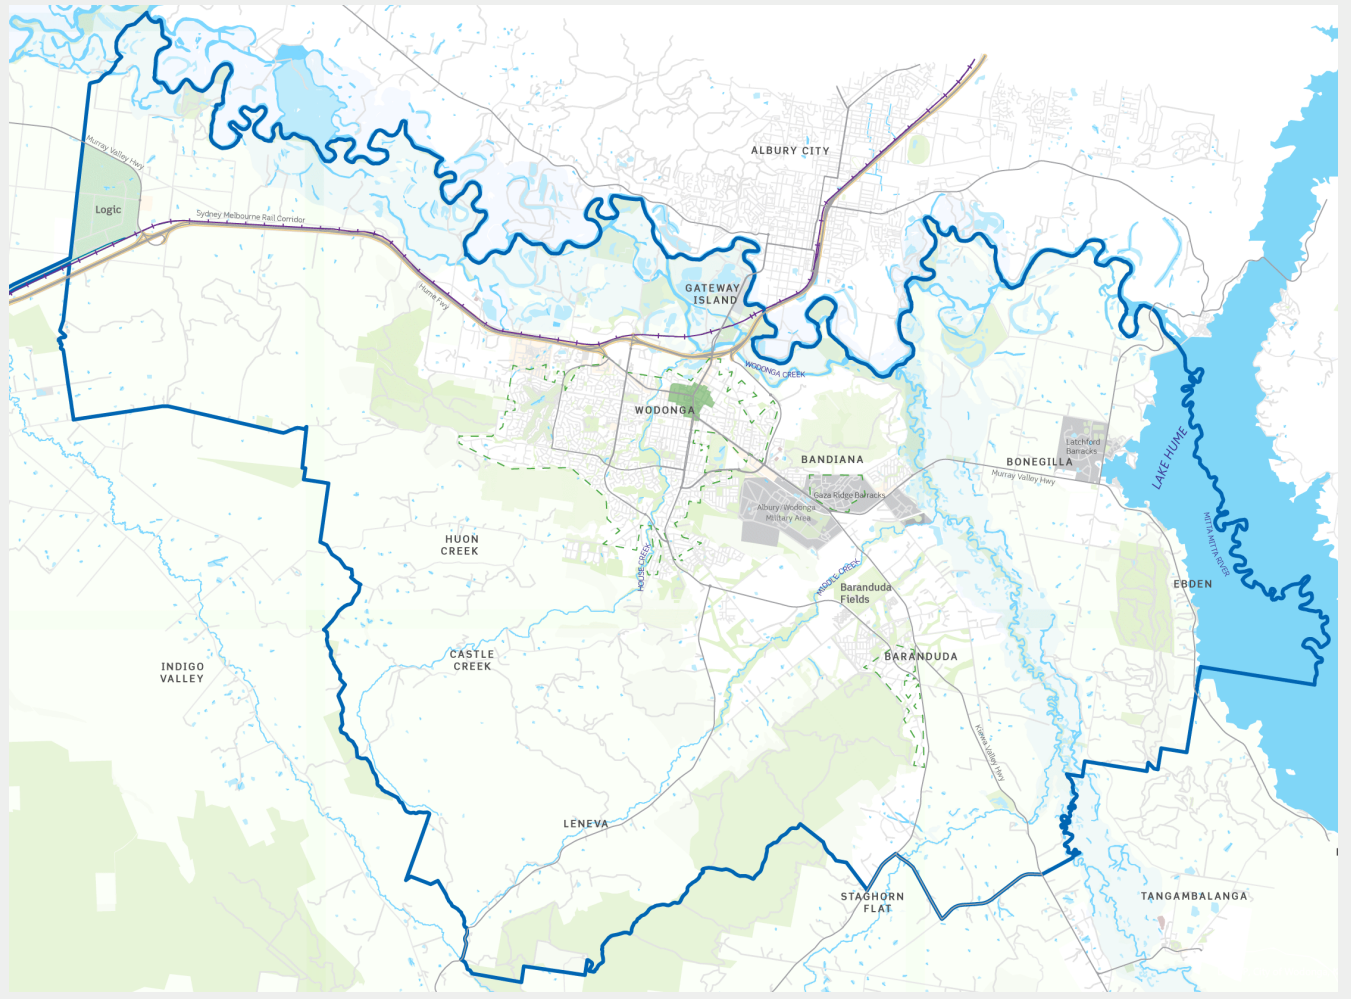 ALBURY CITY
Murray Valley Hwy
Logic
Sydney Melbourne Rail Corridor
Hume Fwy
GATEWAY
ISLAND
WODONGA CREEK
WODONGA
BANDIANA
LAKE HUME
Latchford
Barracks
BONEGILLA
Murray Valley Hwy
Gaza Ridge Barracks
Albury Wodonga
Military Area
MITTA MITTA RIVER
HUON
CREEK
HOUSE CREEK
MIDDLE CREEK
EBDEN
Baranduda
Fields
CASTLE
CREEK
BARANDUDA
INDIGO
VALLEY
Kiewa Valley Hwy
LENEVA
STAGHORN
FLAT
TANGAMBALANGA